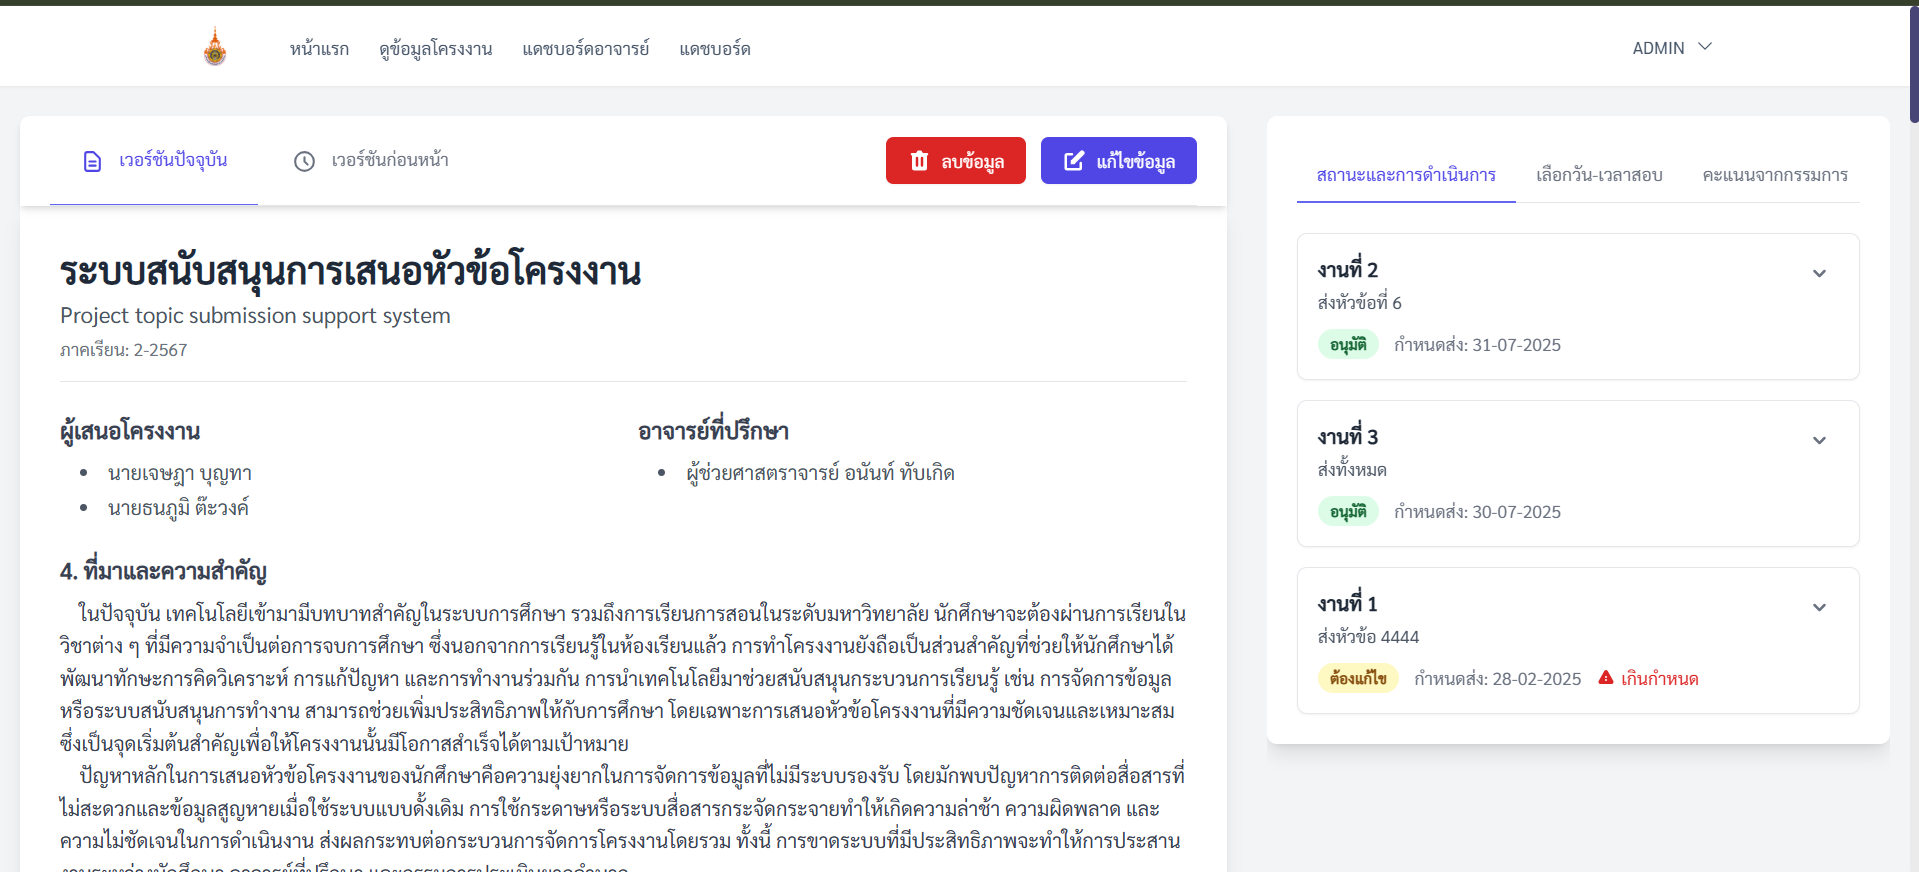 หน้าแรก ดูข้อมูลโครงงาน แดชบอร์ดอาจารย์ แดชบอร์ด ADMIN
เวอร์ชันปัจจุบัน เวอร์ชันก่อนหน้า ลบข้อมูล แก้ไขข้อมูล
ระบบสนับสนุนการเสนอหัวข้อโครงงาน
Project topic submission support system
ภาคเรียน: 2-2567
ผู้เสนอโครงงาน
นายเจษฎา บุญทา
นายธนภูมิ ต๊ะวงค์
อาจารย์ที่ปรึกษา
ผู้ช่วยศาสตราจารย์ อนันท์ ทับเกิด
4. ที่มาและความสำคัญ
ในปัจจุบัน เทคโนโลยีเข้ามามีบทบาทสำคัญในระบบการศึกษา รวมถึงการเรียนการสอนในระดับมหาวิทยาลัย นักศึกษาจะต้องผ่านการเรียนใน
วิชาต่าง ๆ ที่มีความจำเป็นต่อการจบการศึกษา ซึ่งนอกจากการเรียนรู้ในห้องเรียนแล้ว การทำโครงงานยังถือเป็นส่วนสำคัญที่ช่วยให้นักศึกษาได้
พัฒนาทักษะการคิดวิเคราะห์ การแก้ปัญหา และการทำงานร่วมกัน การนำเทคโนโลยีมาช่วยสนับสนุนกระบวนการเรียนรู้ เช่น การจัดการข้อมูล
หรือระบบสนับสนุนการทำงาน สามารถช่วยเพิ่มประสิทธิภาพให้กับการศึกษา โดยเฉพาะการเสนอหัวข้อโครงงานที่มีความชัดเจนและเหมาะสม
ซึ่งเป็นจุดเริ่มต้นสำคัญเพื่อให้โครงงานนั้นมีโอกาสสำเร็จได้ตามเป้าหมาย
ปัญหาหลักในการเสนอหัวข้อโครงงานของนักศึกษาคือความยุ่งยากในการจัดการข้อมูลที่ไม่มีระบบรองรับ โดยมักพบปัญหาการติดต่อสื่อสารที่
ไม่สะดวกและข้อมูลสูญหายเมื่อใช้ระบบแบบดั้งเดิม การใช้กระดาษหรือระบบสื่อสารกระจัดกระจายทำให้เกิดความล่าช้า ความผิดพลาด และ
ความไม่ชัดเจนในการดำเนินงาน ส่งผลกระทบต่อกระบวนการจัดการโครงงานโดยรวม ทั้งนี้ การขาดระบบที่มีประสิทธิภาพจะทำให้การประสาน
สถานะและการดำเนินการ เลือกวัน-เวลาสอบ คะแนนจากกรรมการ
งานที่ 2
ส่งหัวข้อที่ 6
อนุมัติ กำหนดส่ง: 31-07-2025
งานที่ 3
ส่งทั้งหมด
อนุมัติ กำหนดส่ง: 30-07-2025
งานที่ 1
ส่งหัวข้อ 4444
ต้องแก้ไข กำหนดส่ง: 28-02-2025 เกินกำหนด